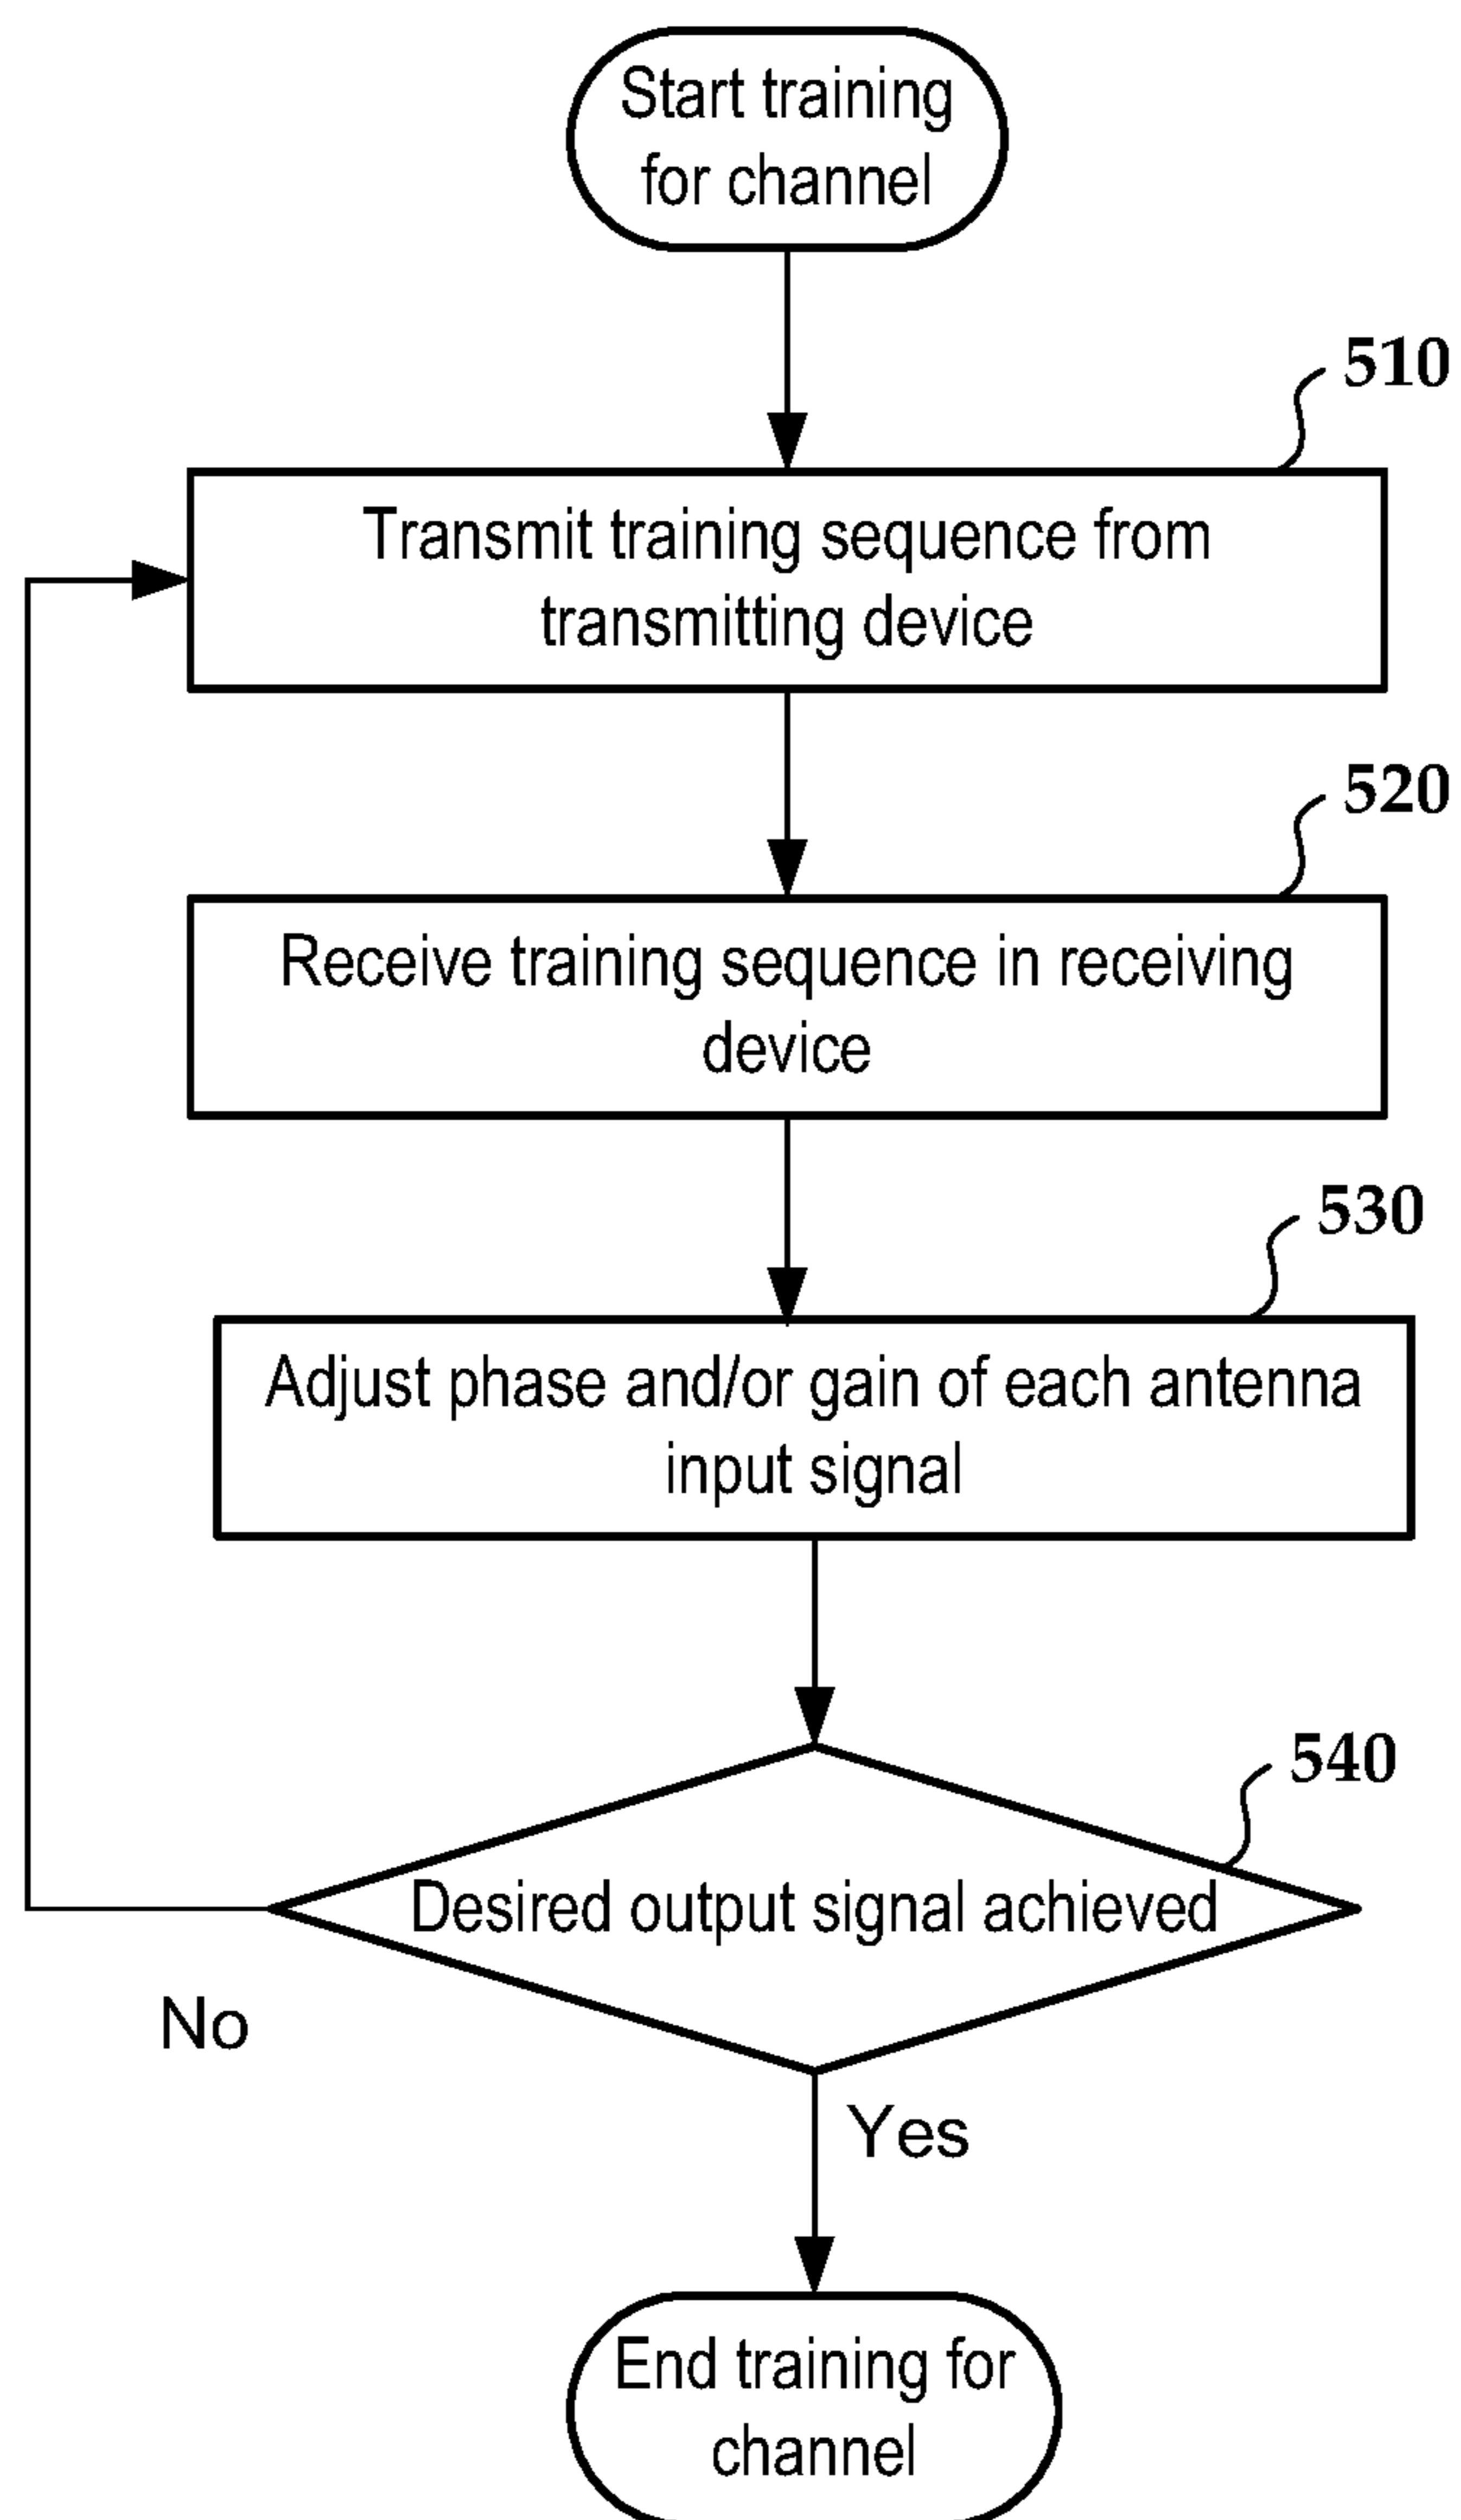 Start training
for channel
510
Transmit training sequence from
transmitting device
520
Receive training sequence in receiving
device
530
Adjust phase and/or gain of each antenna
input signal
540
Desired output signal achieved
No
Yes
End training for
channel